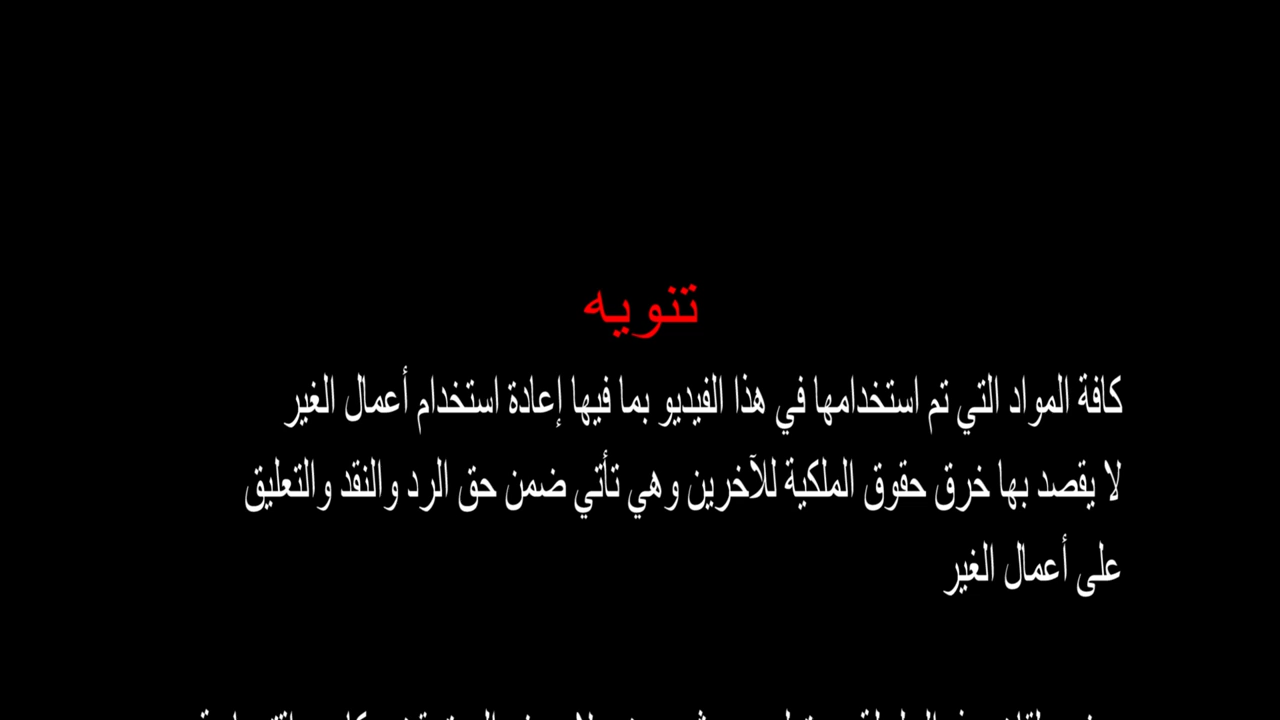 تنويه
كافة المواد التي تم استخدامها في هذا الفيديو بما فيها إعادة استخدام أعمال الغير
لا يقصد بها خرق حقوق الملكية للآخرين وهي تأتي ضمن حق الرد والنقد والتعليق
على أعمال الغير